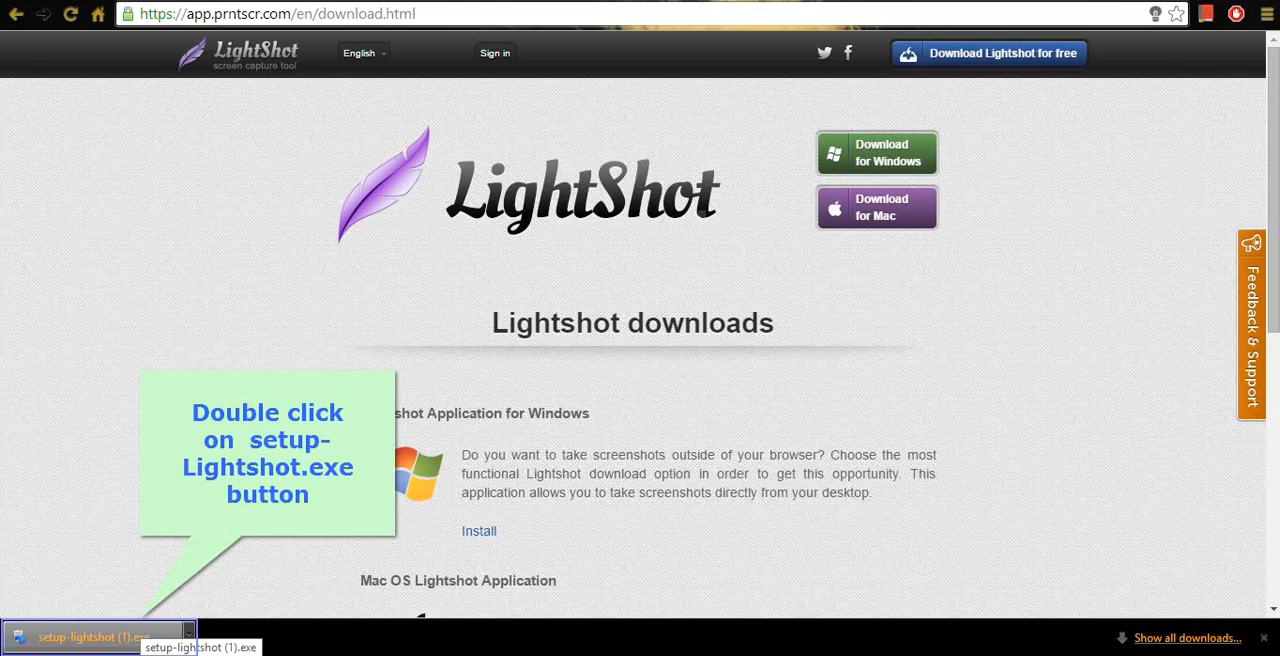 https://app.prntscr.com/en/download.html
LightShot
screen capture tool
English
Sign in
Download Lightshot for free
LightShot
Download
for Windows
Download
for Mac
Feedback & Support
Lightshot downloads
Double click
on setup-
Lightshot.exe
button
shot Application for Windows
Do you want to take screenshots outside of your browser? Choose the most
functional Lightshot download option in order to get this opportunity. This
application allows you to take screenshots directly from your desktop.
Install
Mac OS Lightshot Application
setup-lightshot (1).exe
setup-lightshot (1).exe
Show all downloads...